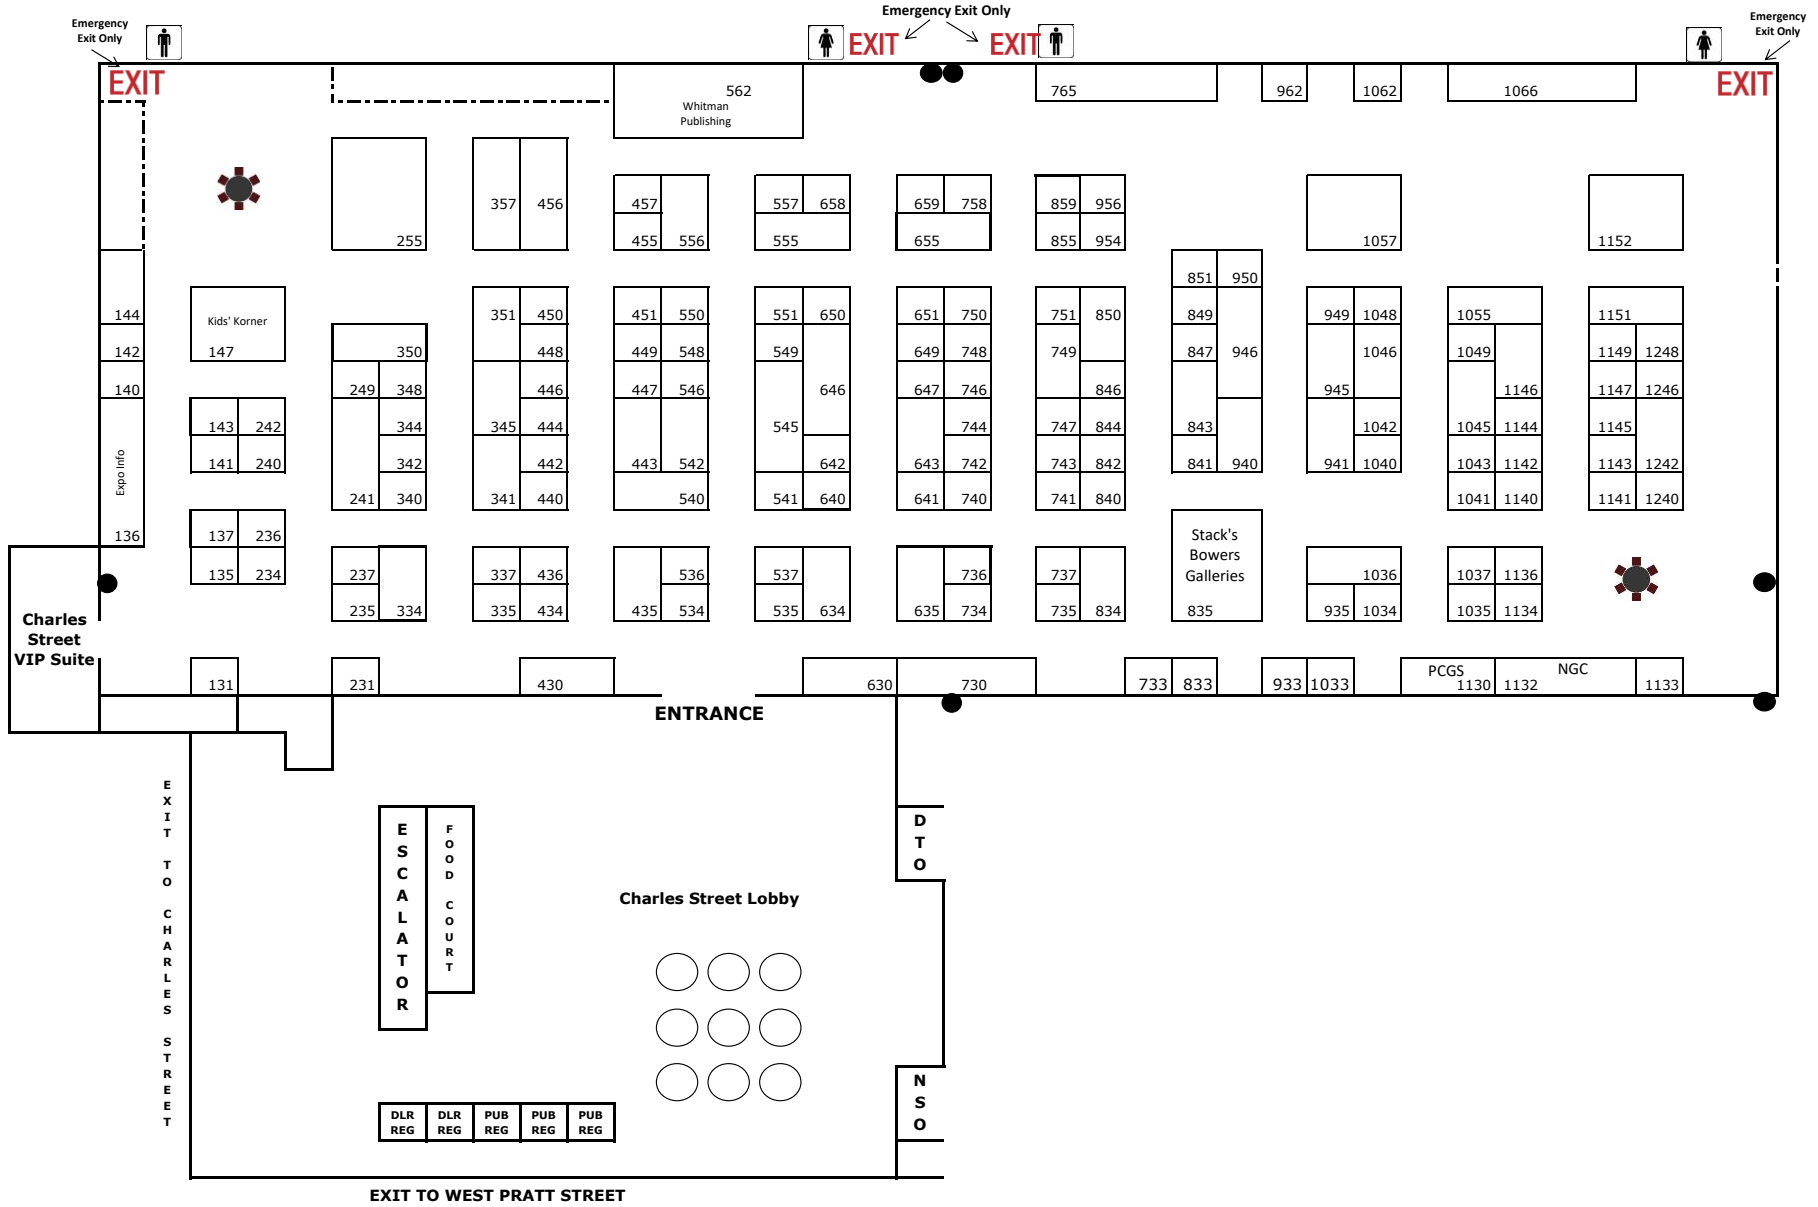 Emergency
Exit Only
Emergency Exit Only
Emergency
Exit Only
EXIT
EXIT
EXIT
EXIT
562
Whitman
Publishing
765
962
1062
1066
357 456
457
557 658
659 758
859 956
255
455 556
555
655
855 954
1057
1152
851 950
144
Kids' Korner
147
351 450
451 550
551 650
651 750
751 850
849
949 1048
1055
1151
142
350
448
449 548
549
649 748
749
847 946
1046
1049
1149 1248
140
249 348
446
447 546
646
647 746
846
945
1146
1147 1246
143 242
344
345 444
545
744
747 844
843
1042
1045 1144
1145
141 240
342
442
443 542
642
643 742
743 842
841 940
941 1040
1043 1142
1143 1242
Expo Info
136
241 340
341 440
540
541 640
641 740
741 840
1041 1140
1141 1240
137 236
Stack's
Bowers
Galleries
835
135 234
237
337 436
536
537
736
737
1036
1037 1136
235 334
335 434
435 534
535 634
635 734
735 834
935 1034
1035 1134
Charles
Street
VIP Suite
131
231
430
630
730
733 833
933 1033
PCGS
1130
NGC
1132
1133
ENTRANCE
EXIT TO CHARLES STREET
ESCALATOR
FOOD COURT
DTO
Charles Street Lobby
NSO
DLR
REG
DLR
REG
PUB
REG
PUB
REG
PUB
REG
EXIT TO WEST PRATT STREET